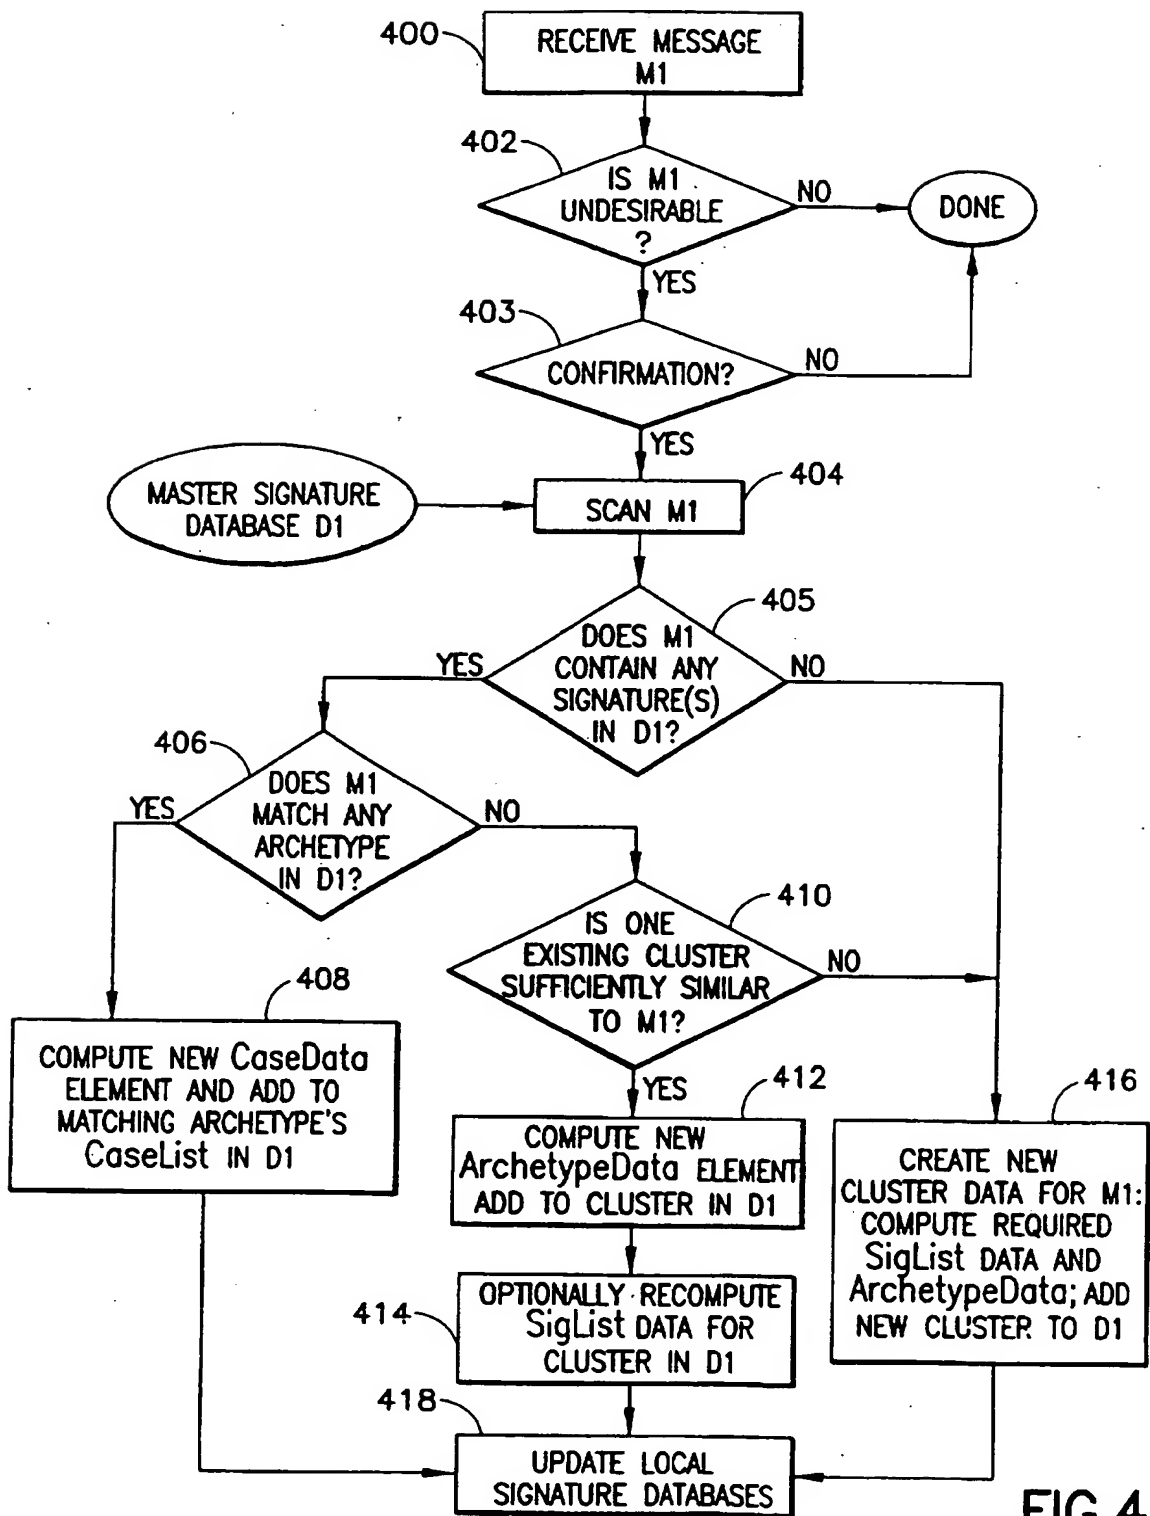 400
RECEIVE MESSAGE
M1
402
IS M1
UNDESIRABLE
?
NO
DONE
YES
403
CONFIRMATION?
NO
YES
MASTER SIGNATURE
DATABASE D1
404
SCAN M1
405
DOES M1
CONTAIN ANY
SIGNATURE(S)
IN D1?
YES
NO
406
DOES M1
MATCH ANY
ARCHETYPE
IN D1?
YES
NO
410
IS ONE
EXISTING CLUSTER
SUFFICIENTLY SIMILAR
TO M1?
NO
YES
408
COMPUTE NEW CaseData
ELEMENT AND ADD TO
MATCHING ARCHETYPE'S
CaseList IN D1
412
COMPUTE NEW
ArchetypeData ELEMENT
ADD TO CLUSTER IN D1
416
CREATE NEW
CLUSTER DATA FOR M1:
COMPUTE REQUIRED
SigList DATA AND
ArchetypeData; ADD
NEW CLUSTER TO D1
414
OPTIONALLY RECOMPUTE
SigList DATA FOR
CLUSTER IN D1
418
UPDATE LOCAL
SIGNATURE DATABASES
FIG.4